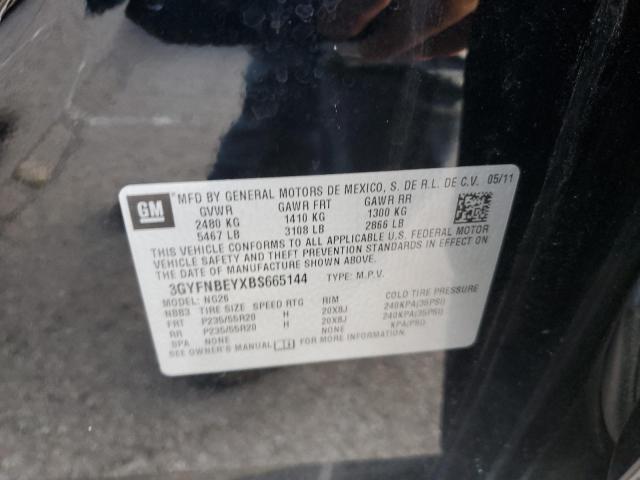 GM
MFD BY GENERAL MOTORS DE MEXICO, S. DE R.L. DE C.V. 05/11
GVWR GAWR FRT GAWR RR
2480 KG 1410 KG 1300 KG
5467 LB 3108 LB 2866 LB
THIS VEHICLE CONFORMS TO ALL APPLICABLE U.S. FEDERAL MOTOR
VEHICLE SAFETY AND THEFT PREVENTION STANDARDS IN EFFECT ON
THE DATE OF MANUFACTURE SHOWN ABOVE.
3GYFNBEYXBS665144 TYPE: M.P.V.
MODEL: NG26
NBB3 TIRE SIZE SPEED RTG RIM COLD TIRE PRESSURE
FRT P235/55R20 H 20X8J 240KPA(35PSI)
RR P235/55R20 H 20X8J 240KPA(35PSI)
SPA NONE NONE KPA(PSI)
SEE OWNER'S MANUAL FOR MORE INFORMATION.